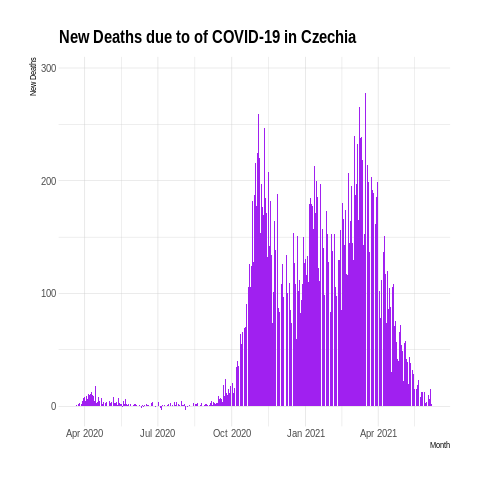 New Deaths due to of COVID-19 in Czechia
New Deaths
300
200
100
0
Apr 2020
Jul 2020
Oct 2020
Jan 2021
Apr 2021
Month